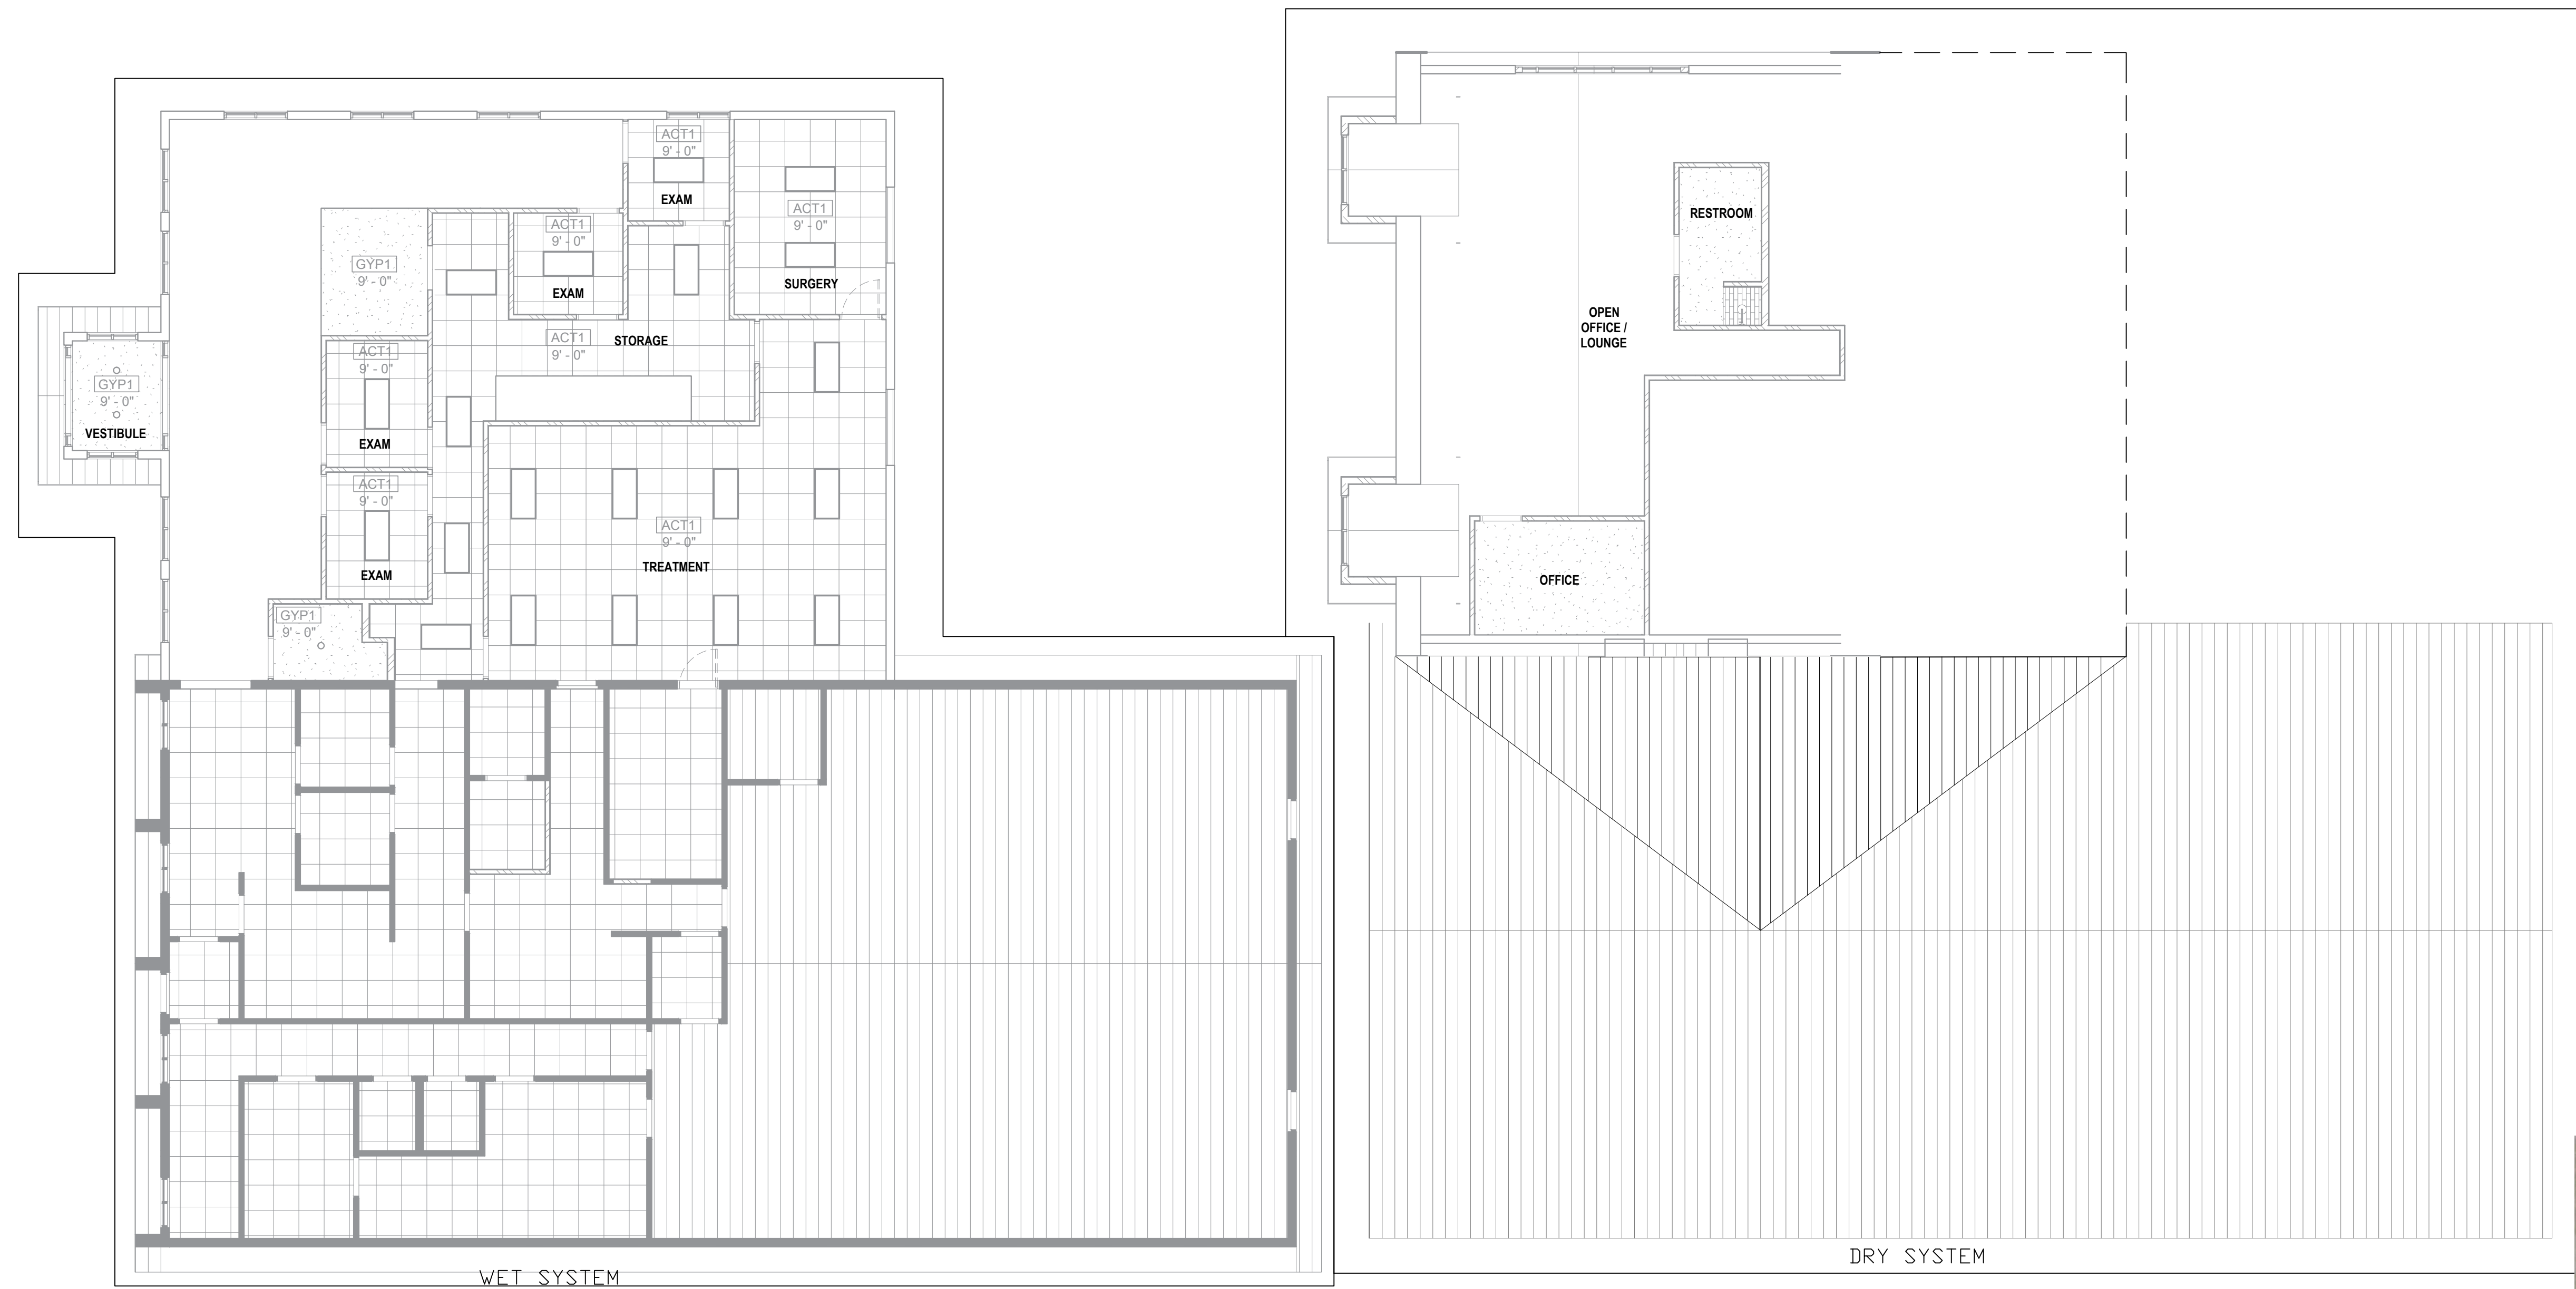 ACT1
9' - 0"
EXAM
ACT1
9' - 0"
SURGERY
ACT1
9' - 0"
EXAM
GYP1
9' - 0"
ACT1
9' - 0"
STORAGE
ACT1
9' - 0"
EXAM
GYP1
9' - 0"
VESTIBULE
ACT1
9' - 0"
EXAM
ACT1
9' - 0"
TREATMENT
GYP1
9' - 0"
WET SYSTEM
RESTROOM
OPEN
OFFICE /
LOUNGE
OFFICE
DRY SYSTEM